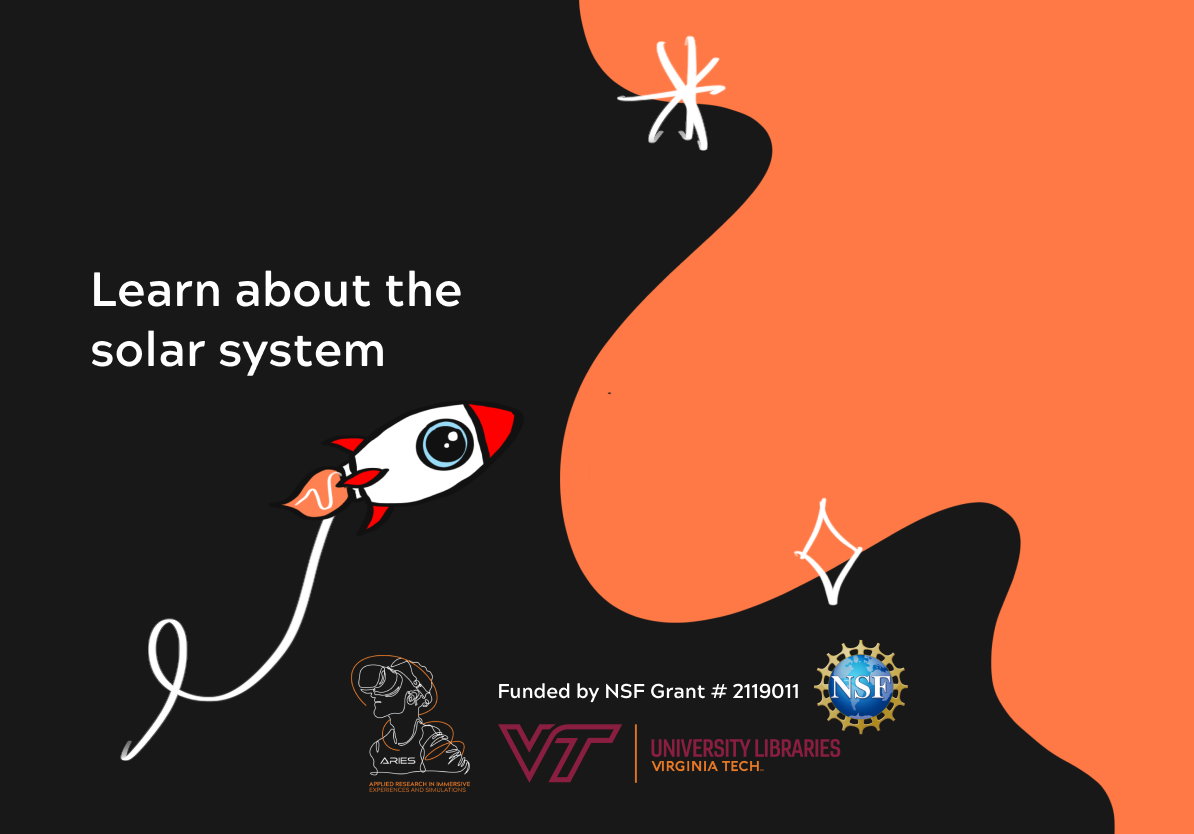 Learn about the
solar system
Funded by NSF Grant # 2119011
NSF
ARIES
APPLIED RESEARCH IN IMMERSIVE
EXPERIENCES AND SIMULATIONS
VT
UNIVERSITY LIBRARIES
VIRGINIA TECH™